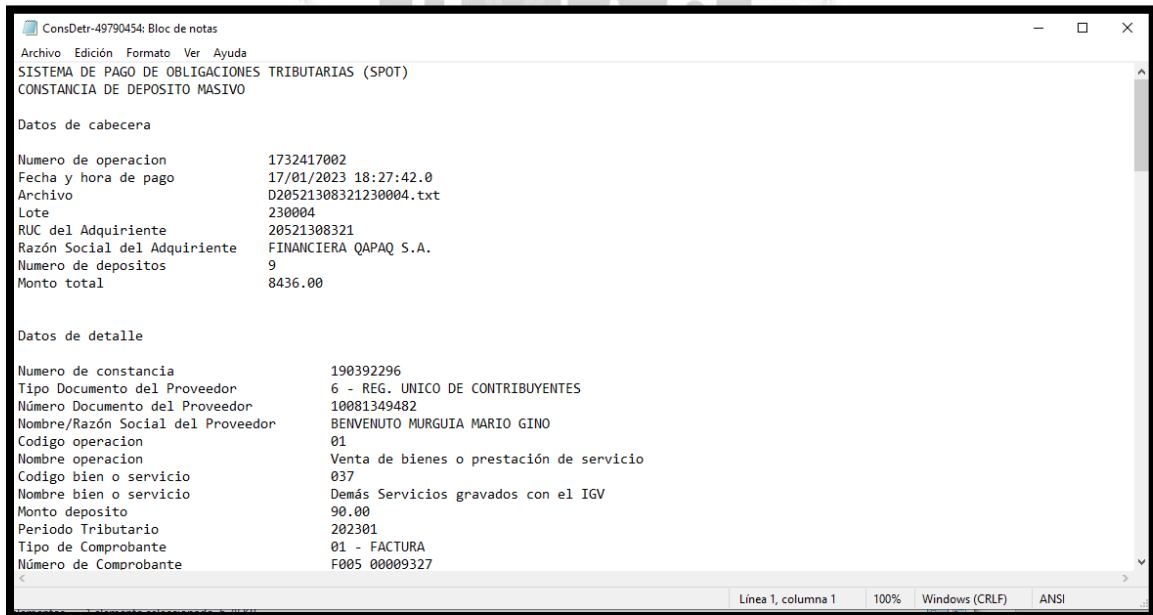 ConsDetr-49790454: Bloc de notas
Archivo Edición Formato Ver Ayuda
SISTEMA DE PAGO DE OBLIGACIONES TRIBUTARIAS (SPOT)
CONSTANCIA DE DEPOSITO MASIVO
Datos de cabecera
Numero de operacion 1732417002
Fecha y hora de pago 17/01/2023 18:27:42.0
Archivo D20521308321230004.txt
Lote 230004
RUC del Adquiriente 20521308321
Razón Social del Adquiriente FINANCIERA QAPAQ S.A.
Numero de depositos 9
Monto total 8436.00
Datos de detalle
Numero de constancia 190392296
Tipo Documento del Proveedor 6 - REG. UNICO DE CONTRIBUYENTES
Número Documento del Proveedor 10081349482
Nombre/Razón Social del Proveedor BENVENUTO MURGUIA MARIO GINO
Codigo operacion 01
Nombre operacion Venta de bienes o prestación de servicio
Codigo bien o servicio 037
Nombre bien o servicio Demás Servicios gravados con el IGV
Monto deposito 90.00
Periodo Tributario 202301
Tipo de Comprobante 01 - FACTURA
Número de Comprobante F005 00009327
Línea 1, columna 1 100% Windows (CRLF) ANSI